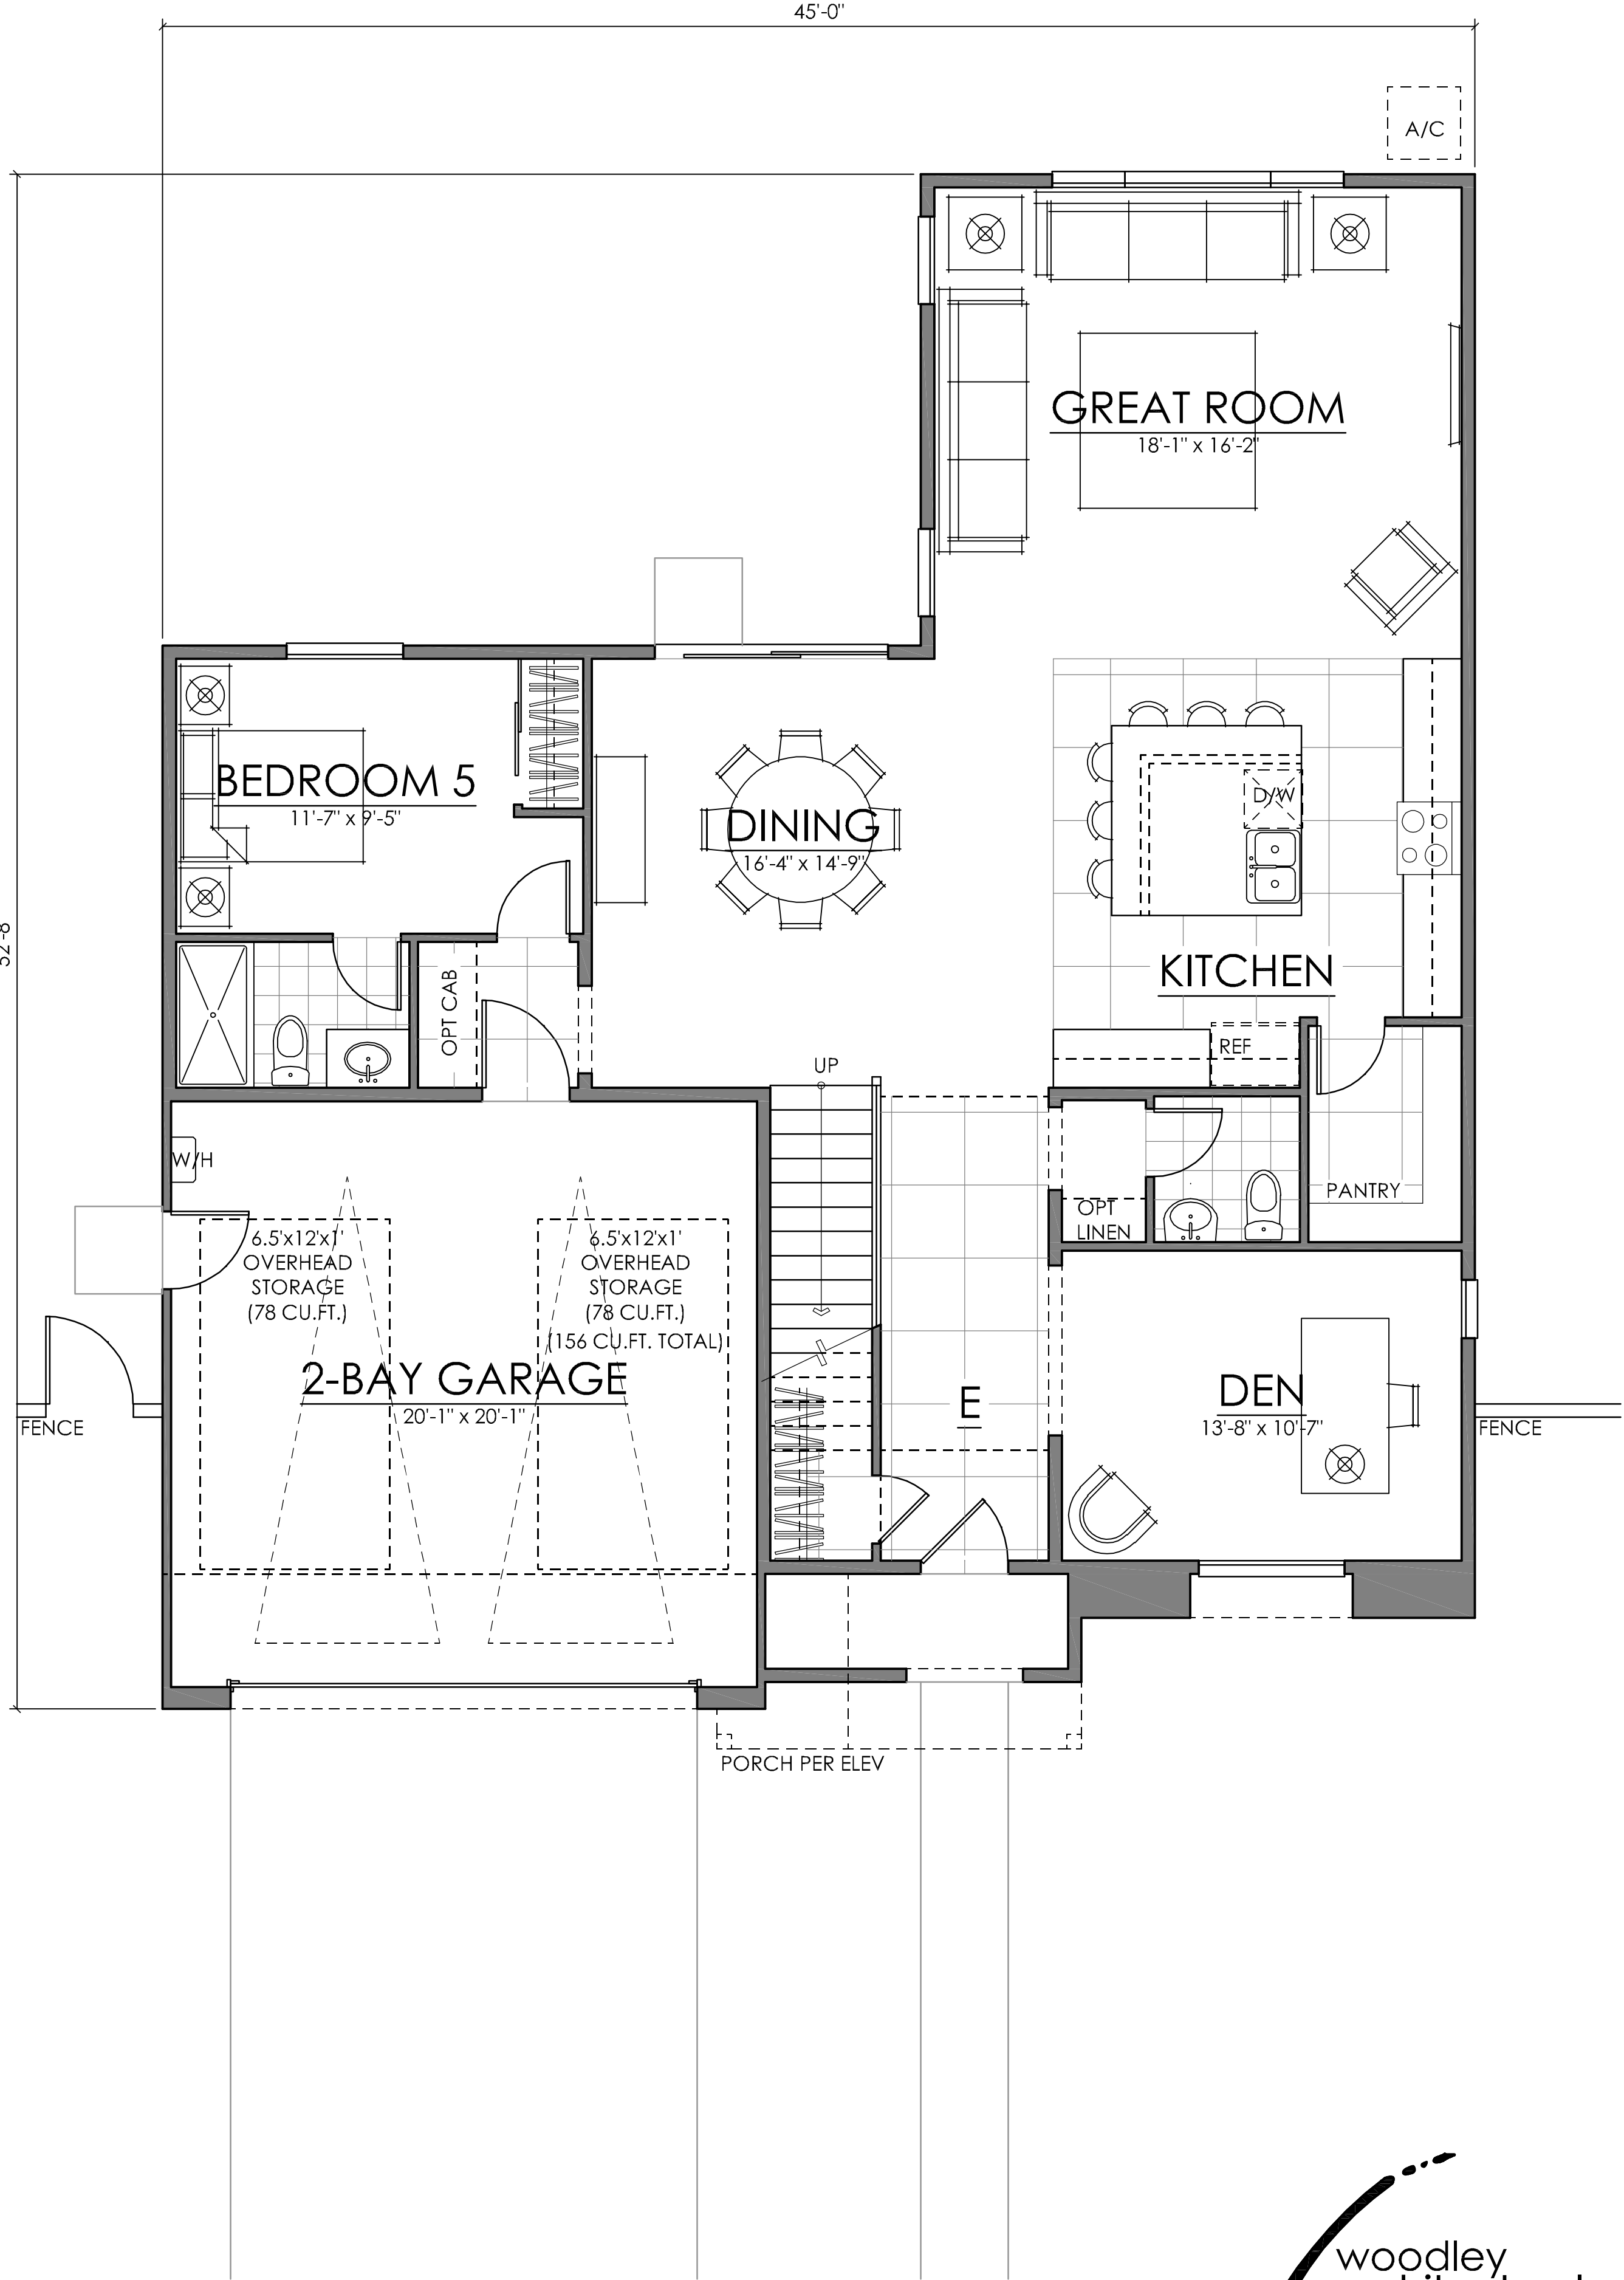 45'-0"
A/C
GREAT ROOM
18'-1" x 16'-2"
BEDROOM 5
11'-7" x 9'-5"
DINING
16'-4" x 14'-9"
D/W
KITCHEN
OPT CAB
REF
UP
W/H
PANTRY
OPT
LINEN
6.5'x12'x1'
OVERHEAD
STORAGE
(78 CU.FT.)
6.5'x12'x1'
OVERHEAD
STORAGE
(78 CU.FT.)
(156 CU.FT. TOTAL)
2-BAY GARAGE
20'-1" x 20'-1"
E
DEN
13'-8" x 10'-7"
FENCE
FENCE
PORCH PER ELEV
woodley